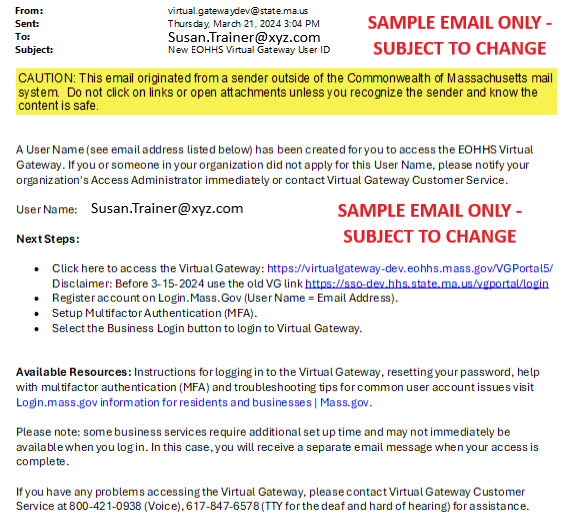 From: virtual.gatewaydev@state.ma.us
Sent: Thursday, March 21, 2024 3:04 PM
To: Susan.Trainer@xyz.com
Subject: New EOHHS Virtual Gateway User ID
SAMPLE EMAIL ONLY -
SUBJECT TO CHANGE
CAUTION: This email originated from a sender outside of the Commonwealth of Massachusetts mail
system. Do not click on links or open attachments unless you recognize the sender and know the
content is safe.
A User Name (see email address listed below) has been created for you to access the EOHHS Virtual
Gateway. If you or someone in your organization did not apply for this User Name, please notify your
organization's Access Administrator immediately or contact Virtual Gateway Customer Service.
User Name: Susan.Trainer@xyz.com
SAMPLE EMAIL ONLY -
SUBJECT TO CHANGE
Next Steps:
• Click here to access the Virtual Gateway: https://virtualgateway-dev.eohhs.mass.gov/VGPortal5/
Disclaimer: Before 3-15-2024 use the old VG link https://sso-dev.hhs.state.ma.us/vgportal/login
• Register account on Login.Mass.Gov (User Name = Email Address).
• Setup Multifactor Authentication (MFA).
• Select the Business Login button to login to Virtual Gateway.
Available Resources: Instructions for logging in to the Virtual Gateway, resetting your password, help
with multifactor authentication (MFA) and troubleshooting tips for common user account issues visit
Login.mass.gov information for residents and businesses | Mass.gov.
Please note: some business services require additional set up time and may not immediately be
available when you log in. In this case, you will receive a separate email message when your access is
complete.
If you have any problems accessing the Virtual Gateway, please contact Virtual Gateway Customer
Service at 800-421-0938 (Voice), 617-847-6578 (TTY for the deaf and hard of hearing) for assistance.